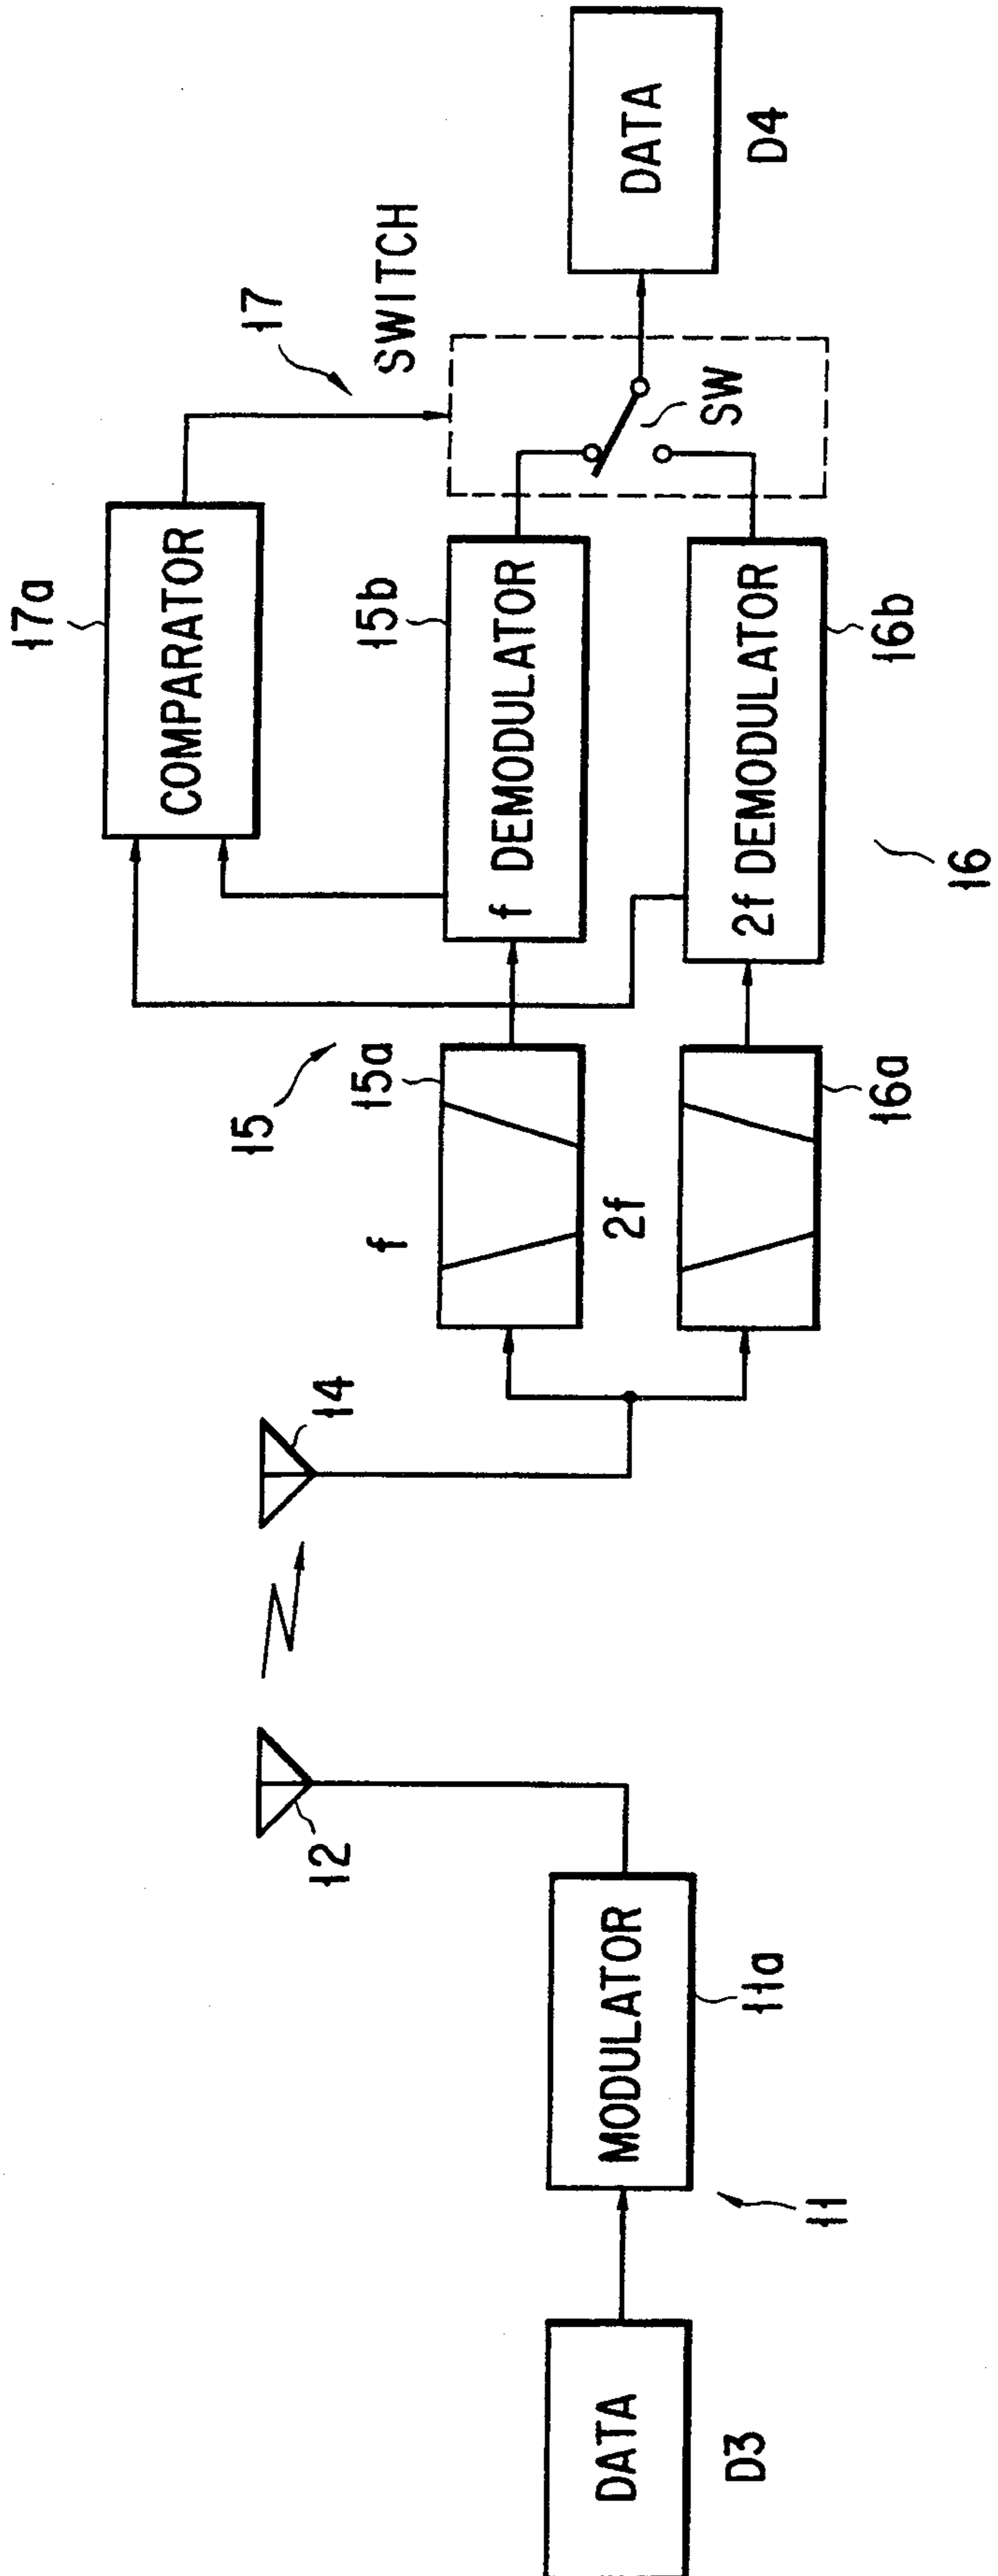 DATA
D3
MODULATOR
11a
11
12
14
f
15
15a
2f
16a
f DEMODULATOR
15b
2f DEMODULATOR
16b
16
COMPARATOR
17a
17
SWITCH
SW
DATA
D4